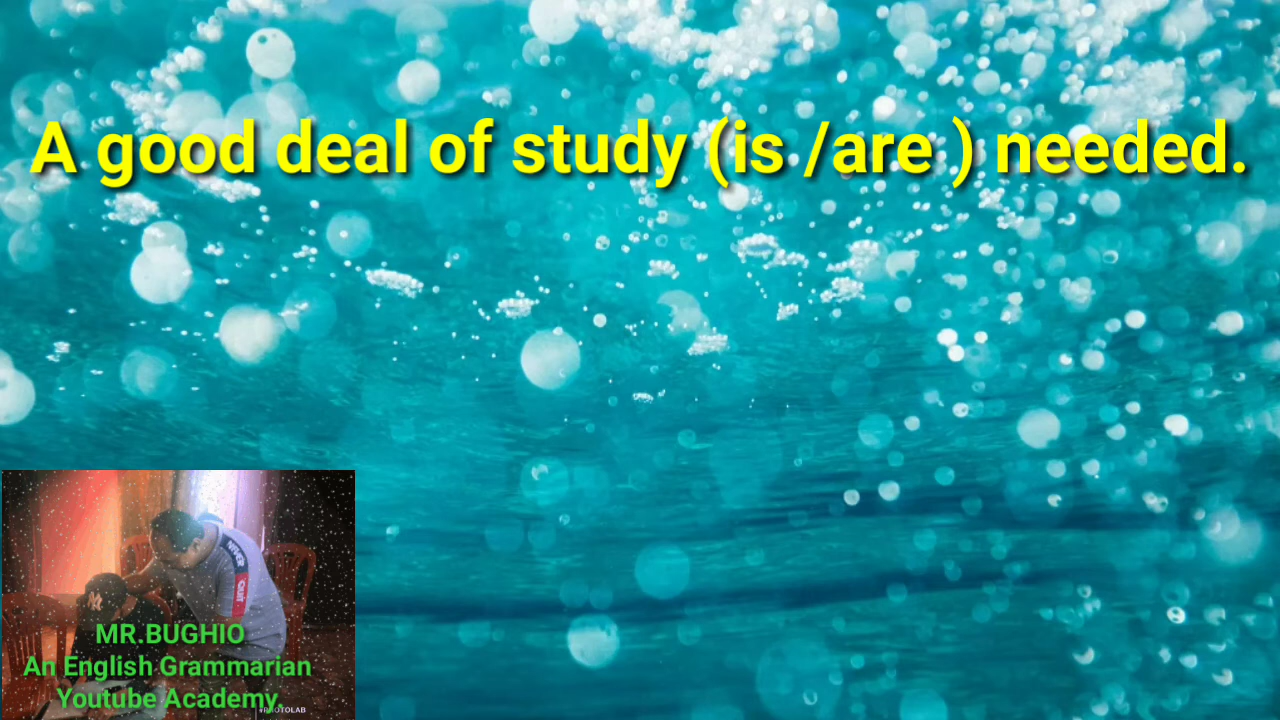 A good deal of study (is /are ) needed.
MR.BUGHIO
An English Grammarian
Youtube Academy.